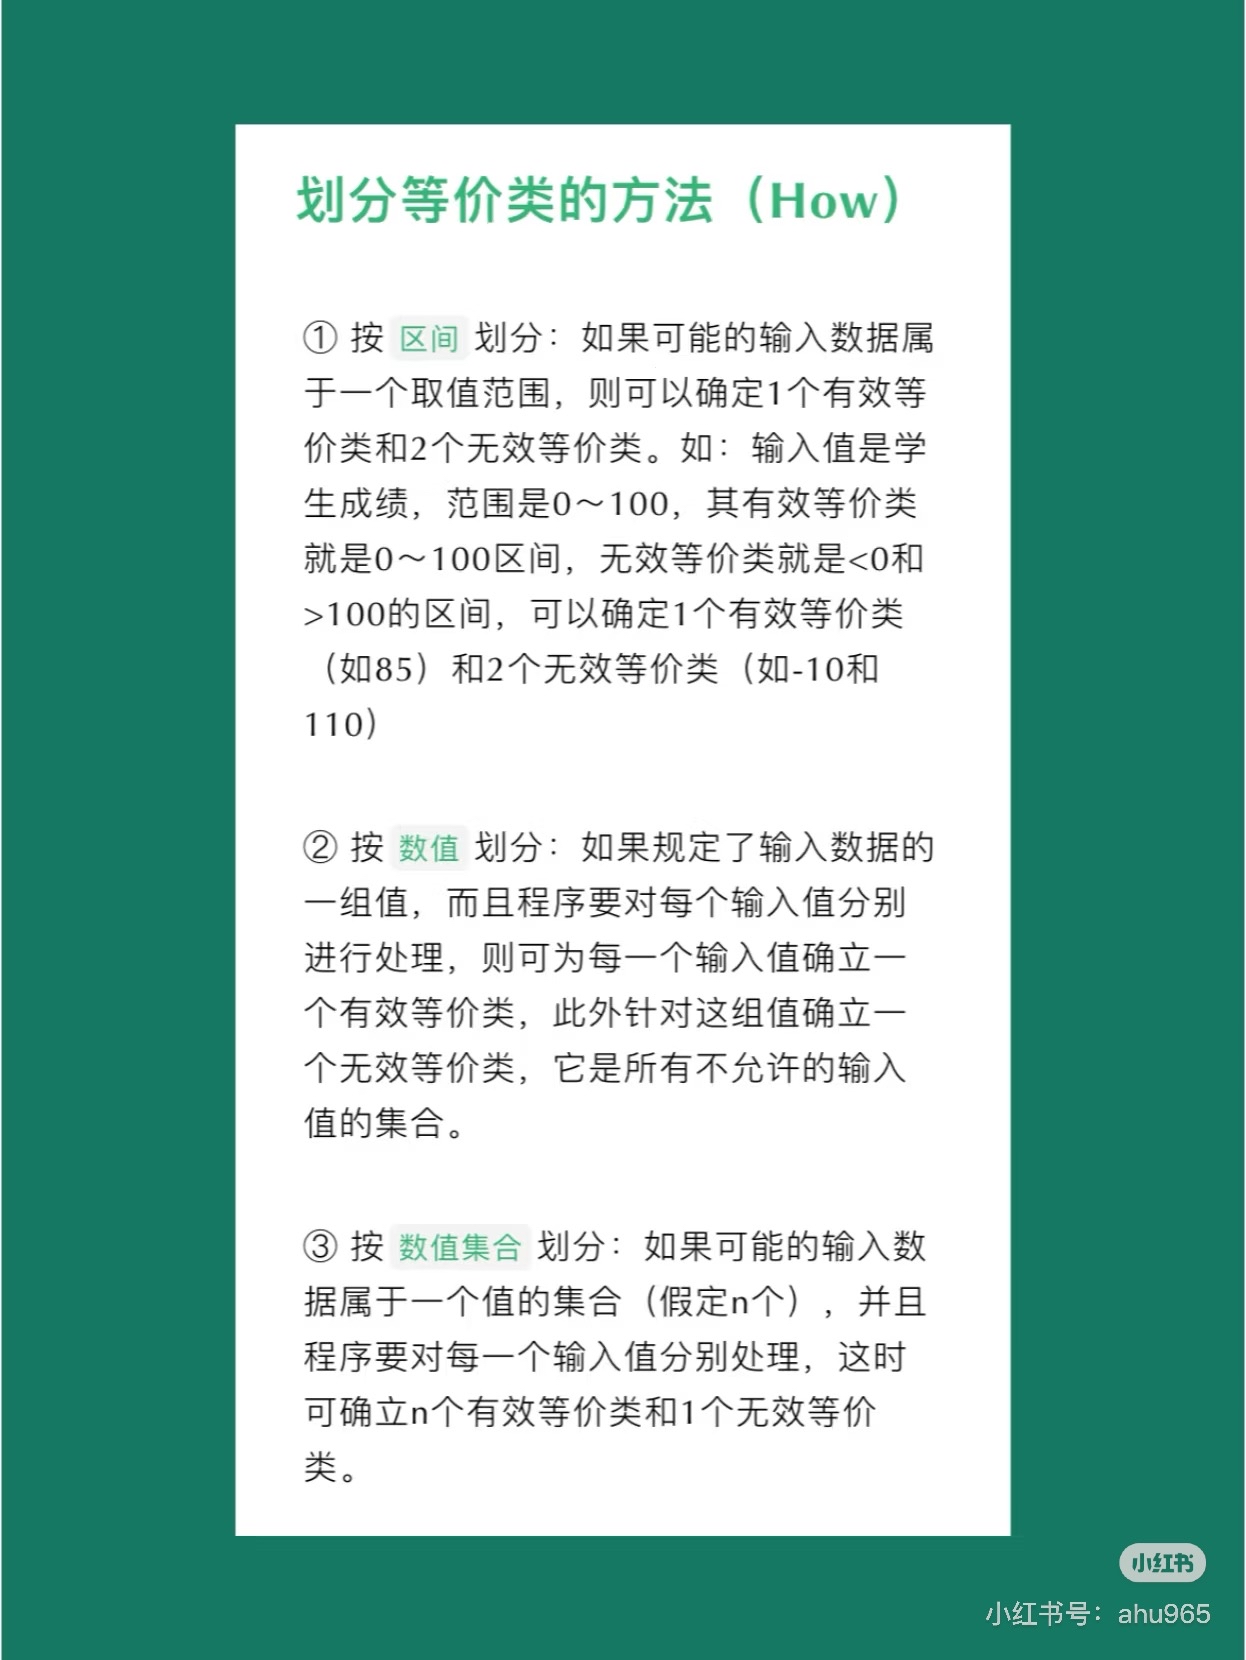 划分等价类的方法（How）
① 按 区间 划分：如果可能的输入数据属
于一个取值范围，则可以确定1个有效等
价类和2个无效等价类。如：输入值是学
生成绩，范围是0～100，其有效等价类
就是0～100区间，无效等价类就是<0和
>100的区间，可以确定1个有效等价类
（如85）和2个无效等价类（如-10和
110）
② 按 数值 划分：如果规定了输入数据的
一组值，而且程序要对每个输入值分别
进行处理，则可为每一个输入值确立一
个有效等价类，此外针对这组值确立一
个无效等价类，它是所有不允许的输入
值的集合。
③ 按 数值集合 划分：如果可能的输入数
据属于一个值的集合（假定n个），并且
程序要对每一个输入值分别处理，这时
可确立n个有效等价类和1个无效等价
类。
小红书
小红书号：ahu965